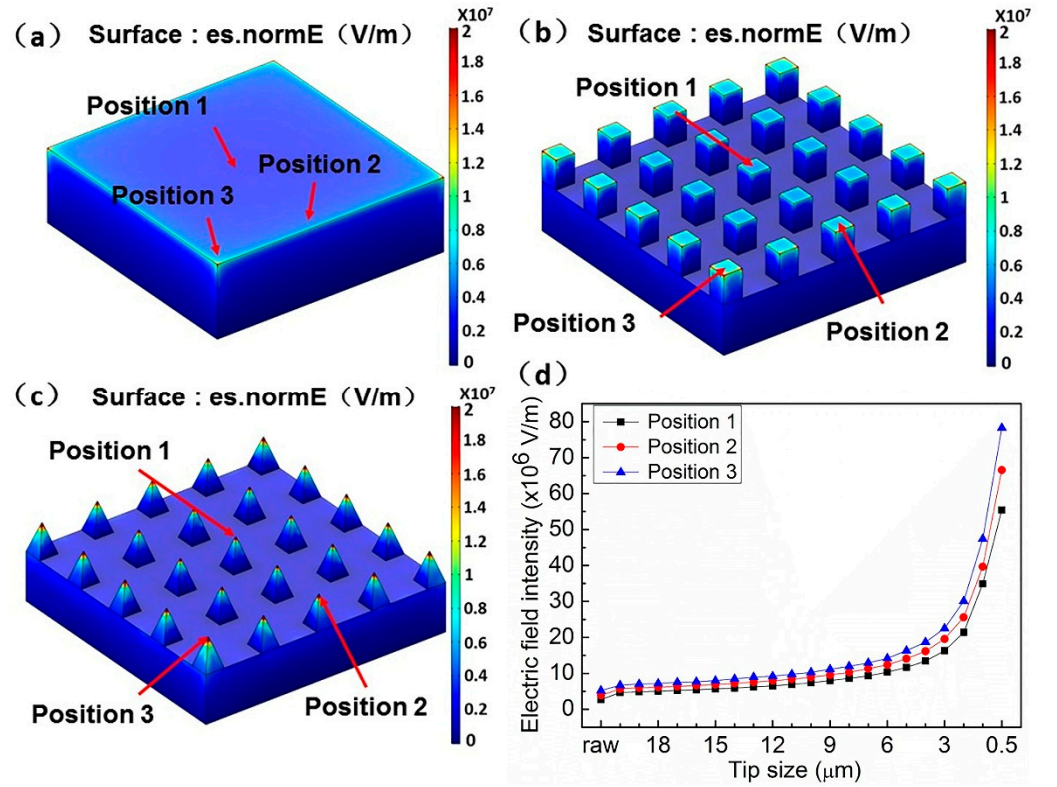 (a) Surface : es.normE (V/m)
X10⁷
2
1.8
1.6
1.4
1.2
1
0.8
0.6
0.4
0.2
0
Position 1
Position 2
Position 3
(b) Surface : es.normE (V/m)
X10⁷
2
1.8
1.6
1.4
1.2
1
0.8
0.6
0.4
0.2
0
Position 1
Position 3
Position 2
(c) Surface : es.normE (V/m)
X10⁷
2
1.8
1.6
1.4
1.2
1
0.8
0.6
0.4
0.2
0
Position 1
Position 3
Position 2
(d)
Electric field intensity (x10⁶ V/m)
80
70
60
50
40
30
20
10
0
Position 1
Position 2
Position 3
raw 18 15 12 9 6 3 0.5
Tip size (μm)